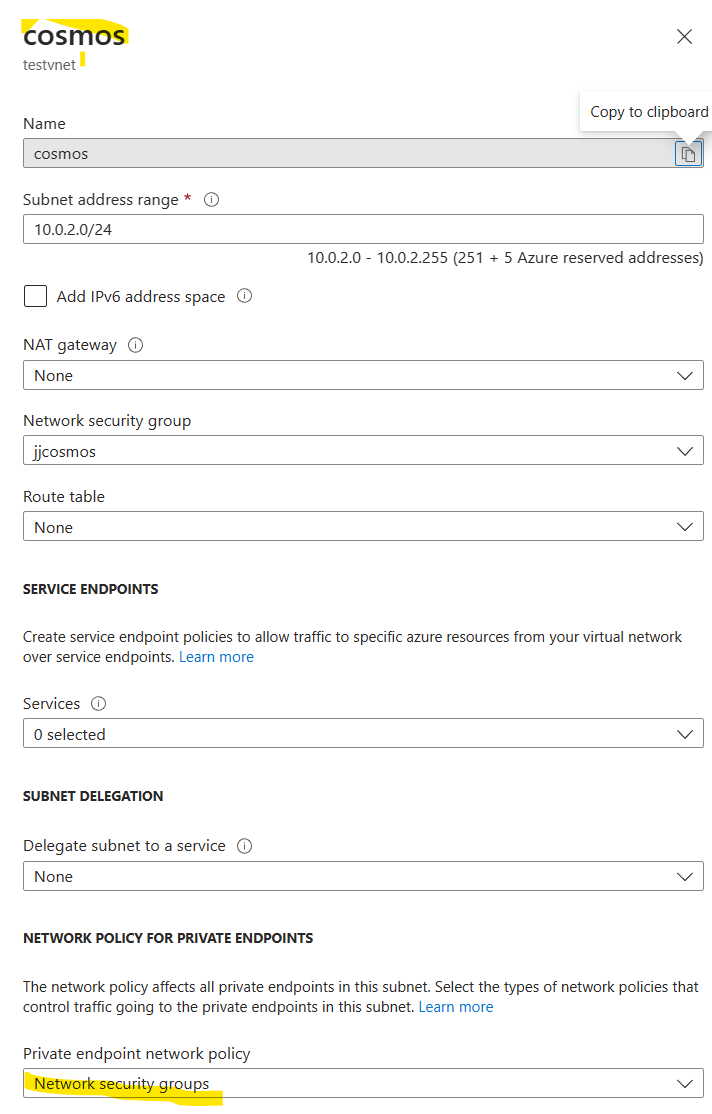 cosmos
testvnet
Copy to clipboard
Name
cosmos
Subnet address range *
10.0.2.0/24
10.0.2.0 - 10.0.2.255 (251 + 5 Azure reserved addresses)
Add IPv6 address space
NAT gateway
None
Network security group
jjcosmos
Route table
None
SERVICE ENDPOINTS
Create service endpoint policies to allow traffic to specific azure resources from your virtual network
over service endpoints. Learn more
Services
0 selected
SUBNET DELEGATION
Delegate subnet to a service
None
NETWORK POLICY FOR PRIVATE ENDPOINTS
The network policy affects all private endpoints in this subnet. Select the types of network policies that
control traffic going to the private endpoints in this subnet. Learn more
Private endpoint network policy
Network security groups